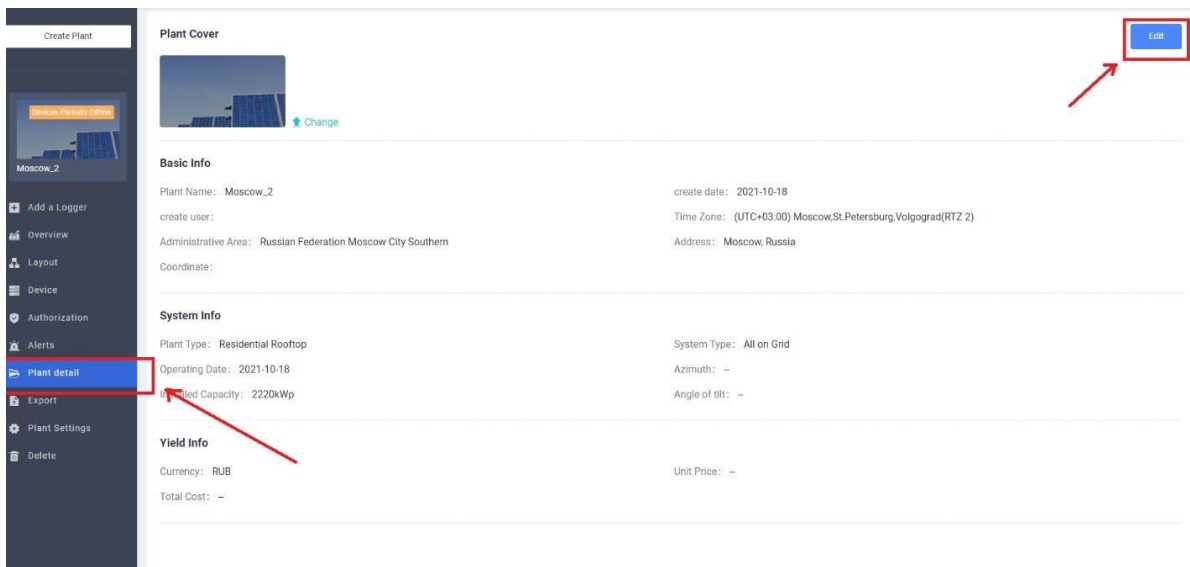 Create Plant
Devices Partially Offline
Moscow_2
Add a Logger
Overview
Layout
Device
Authorization
Alerts
Plant detail
Export
Plant Settings
Delete
Plant Cover
Edit
Change
Basic Info
Plant Name: Moscow_2
create date: 2021-10-18
create user:
Time Zone: (UTC+03:00) Moscow,St.Petersburg,Volgograd(RTZ 2)
Administrative Area: Russian Federation Moscow City Southern
Address: Moscow, Russia
Coordinate:
System Info
Plant Type: Residential Rooftop
System Type: All on Grid
Operating Date: 2021-10-18
Azimuth: --
Installed Capacity: 2220kWp
Angle of tilt: --
Yield Info
Currency: RUB
Unit Price: --
Total Cost: --